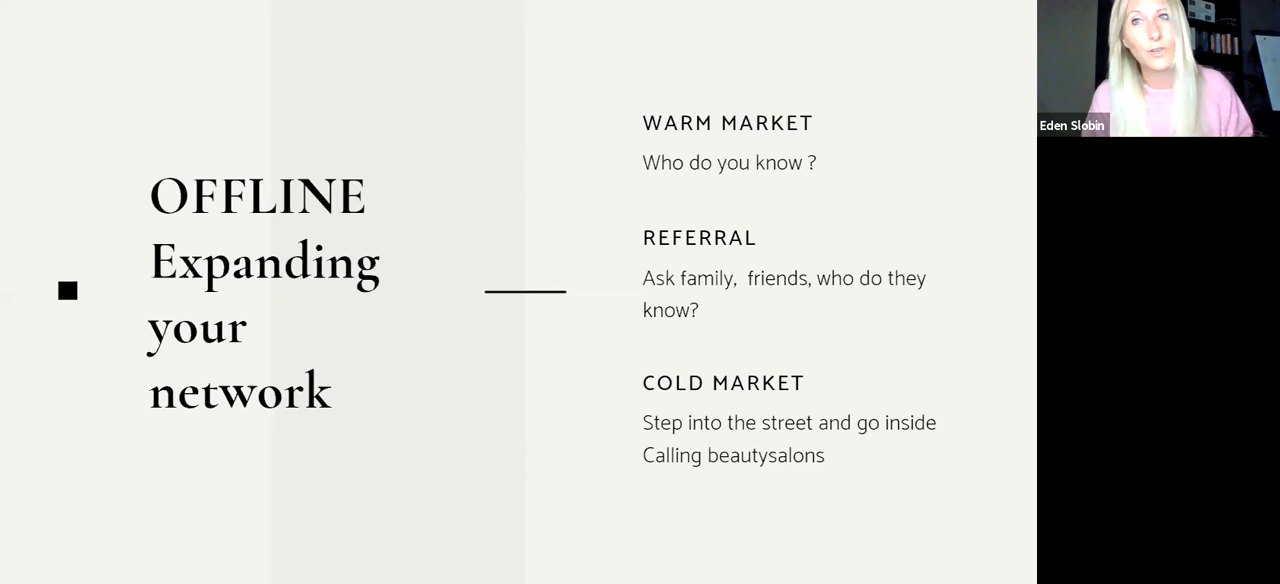 OFFLINE
Expanding
your
network
WARM MARKET
Who do you know ?
REFERRAL
Ask family,  friends, who do they
know?
COLD MARKET
Step into the street and go inside
Calling beautysalons
Eden Slobin